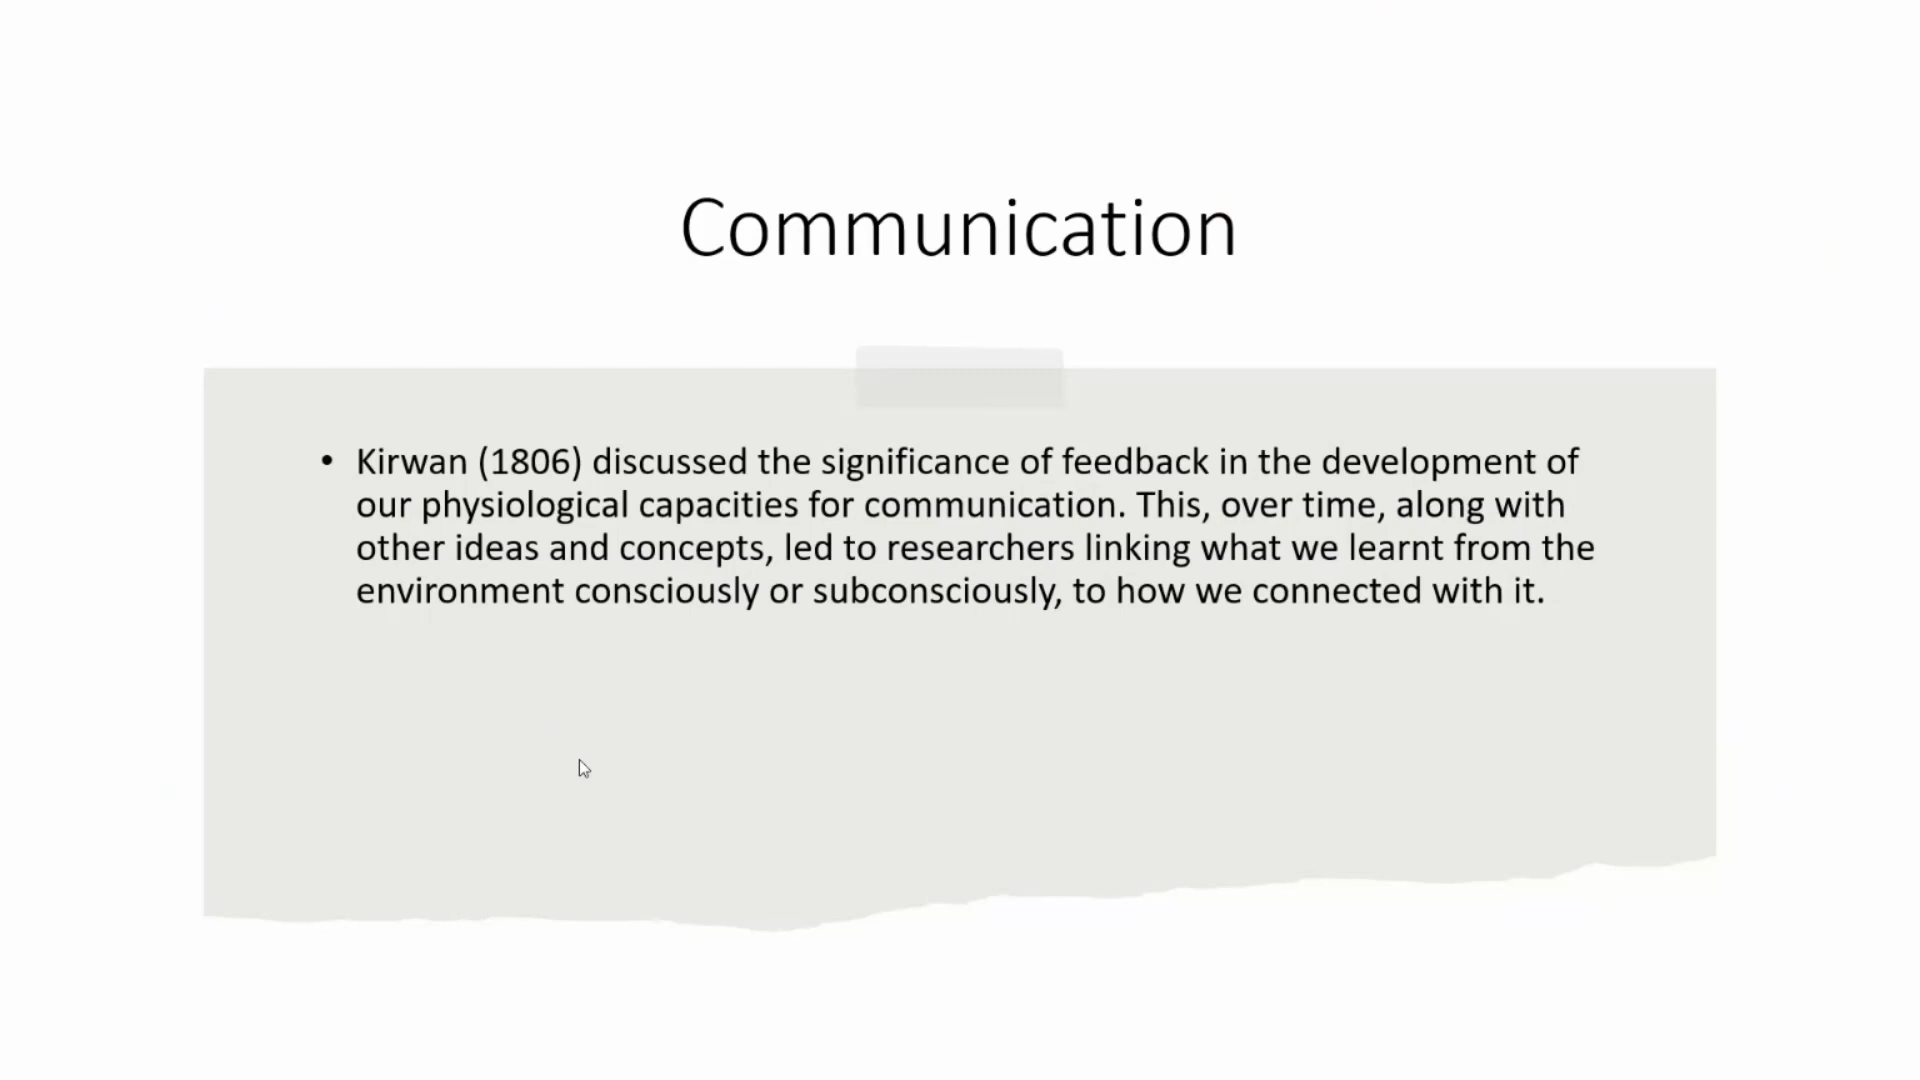 Communication
• Kirwan (1806) discussed the significance of feedback in the development of
our physiological capacities for communication. This, over time, along with
other ideas and concepts, led to researchers linking what we learnt from the
environment consciously or subconsciously, to how we connected with it.